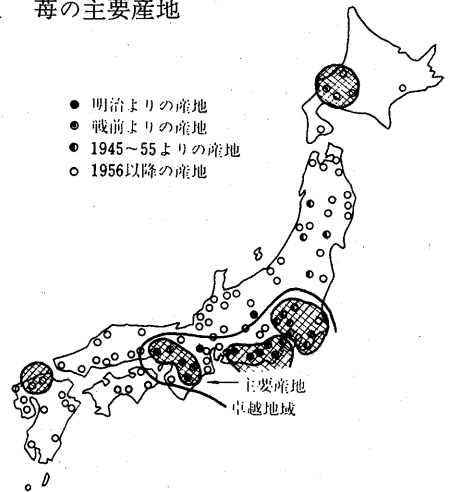 苺の主要産地
● 明治よりの産地
戦前よりの産地
1945~55よりの産地
○ 1956以降の産地
主要産地
卓越地域